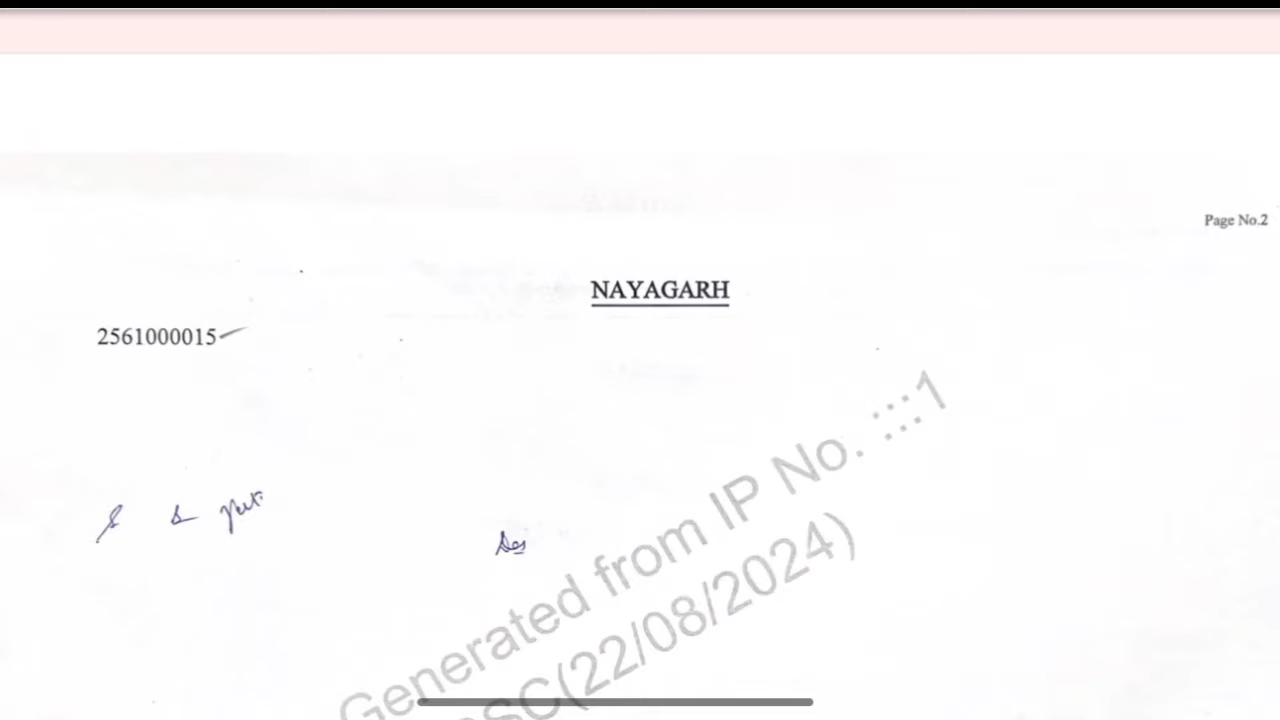 Page No.2
NAYAGARH
2561000015
Generated from IP No. :::1
SC(22/08/2024)